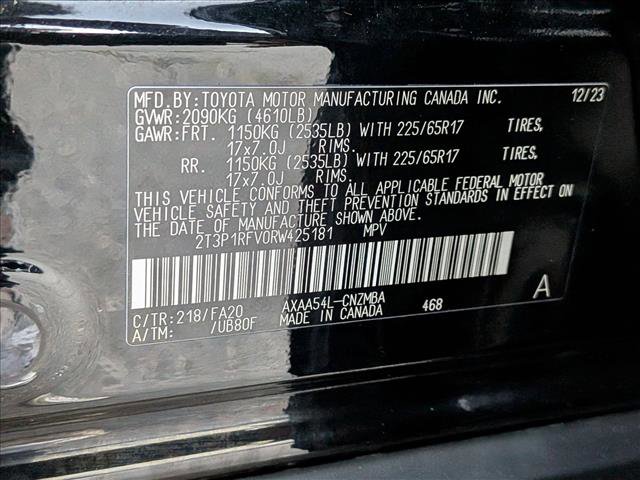 MFD.BY:TOYOTA MOTOR MANUFACTURING CANADA INC. 12/23
GVWR:2090KG (4610LB)
GAWR:FRT. 1150KG (2535LB) WITH 225/65R17 TIRES,
17x7.0J RIMS.
RR. 1150KG (2535LB) WITH 225/65R17 TIRES,
17x7.0J RIMS.
THIS VEHICLE CONFORMS TO ALL APPLICABLE FEDERAL MOTOR
VEHICLE SAFETY AND THEFT PREVENTION STANDARDS IN EFFECT ON
THE DATE OF MANUFACTURE SHOWN ABOVE.
2T3P1RFV0RW425181 MPV
C/TR:218/FA20 AXAA54L-CNZMBA 468 A
A/TM: /UB80F MADE IN CANADA